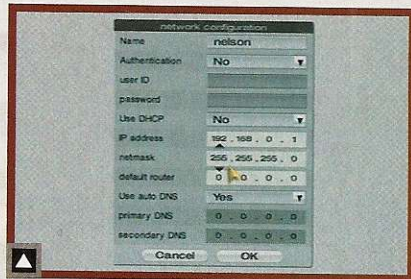 network configuration
Name nelson
Authentication No
user ID
password
Use DHCP No
IP address 192 . 168 . 0 . 1
netmask 255 . 255 . 255 . 0
default router 0 . 0 . 0 . 0
Use auto DNS Yes
primary DNS 0 . 0 . 0 . 0
secondary DNS 0 . 0 . 0 . 0
Cancel OK